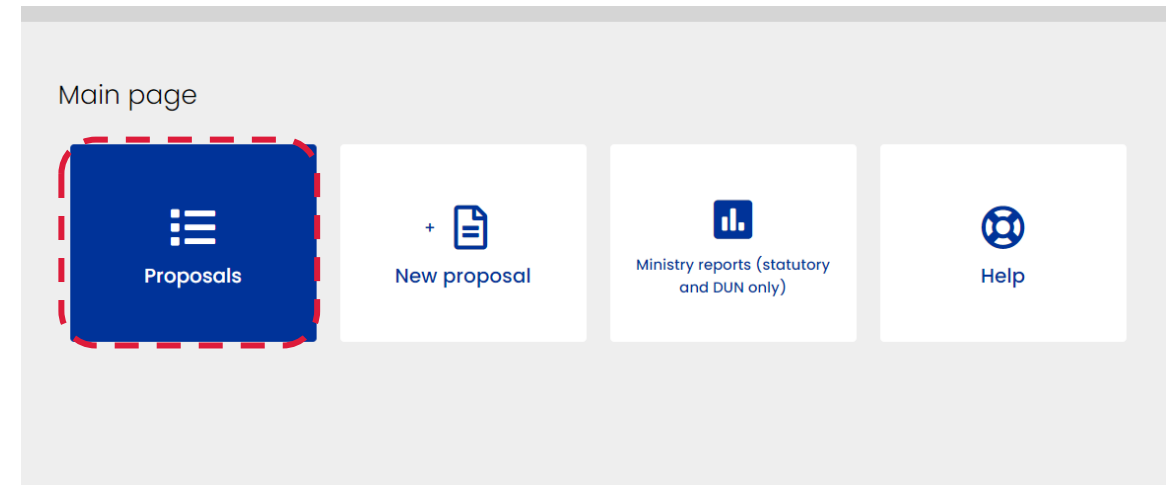 Main page
Proposals
+
New proposal
Ministry reports (statutory
and DUN only)
Help